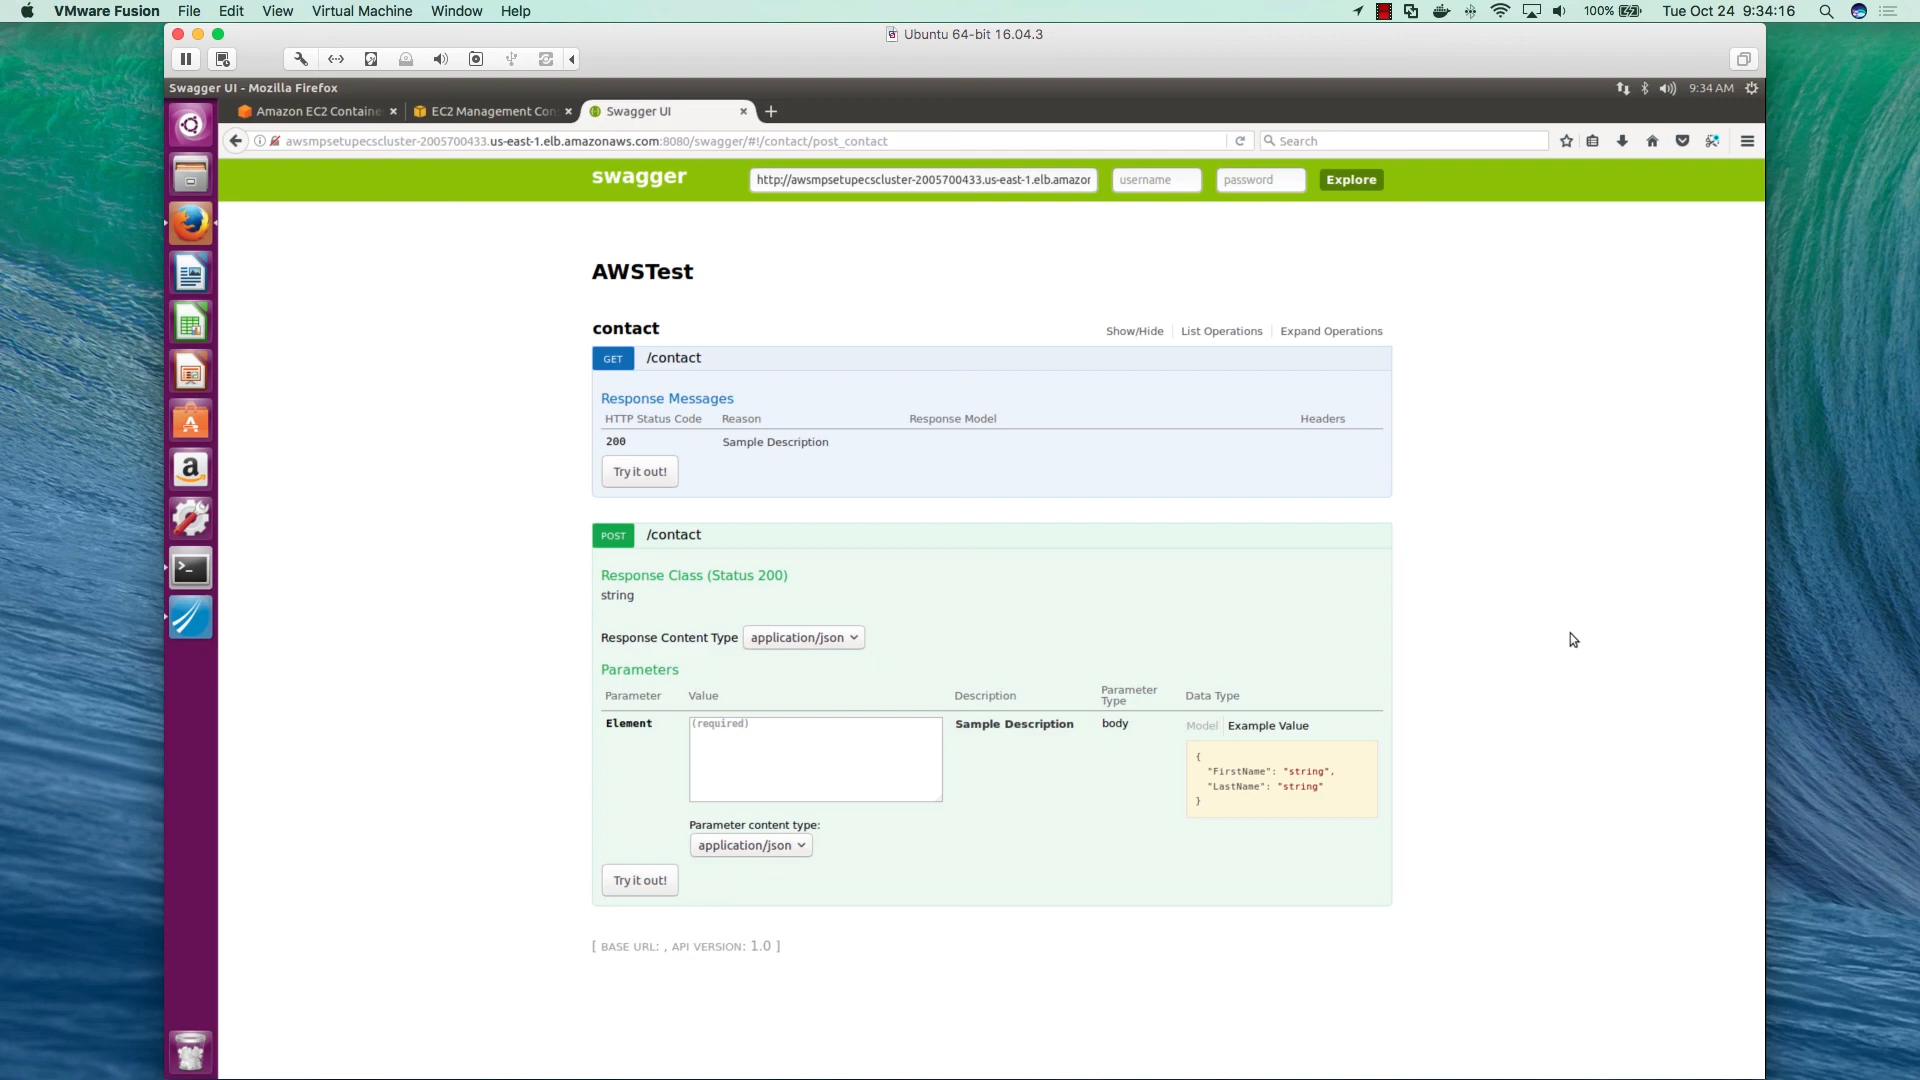 VMware Fusion File Edit View Virtual Machine Window Help 100% Tue Oct 24 9:34:16
Ubuntu 64-bit 16.04.3
Swagger UI - Mozilla Firefox 9:34 AM
Amazon EC2 Containe EC2 Management Con Swagger UI
awsmpsetupecscluster-2005700433.us-east-1.elb.amazonaws.com:8080/swagger/#!/contact/post_contact Search
swagger http://awsmpsetupecscluster-2005700433.us-east-1.elb.amazor username password Explore
AWSTest
contact Show/Hide List Operations Expand Operations
GET /contact
Response Messages
HTTP Status Code Reason Response Model Headers
200 Sample Description
Try it out!
POST /contact
Response Class (Status 200)
string
Response Content Type application/json
Parameters
Parameter Value Description Parameter Type Data Type
Element (required) Sample Description body Model Example Value
{
"FirstName": "string",
"LastName": "string"
}
Parameter content type:
application/json
Try it out!
[ BASE URL: , API VERSION: 1.0 ]